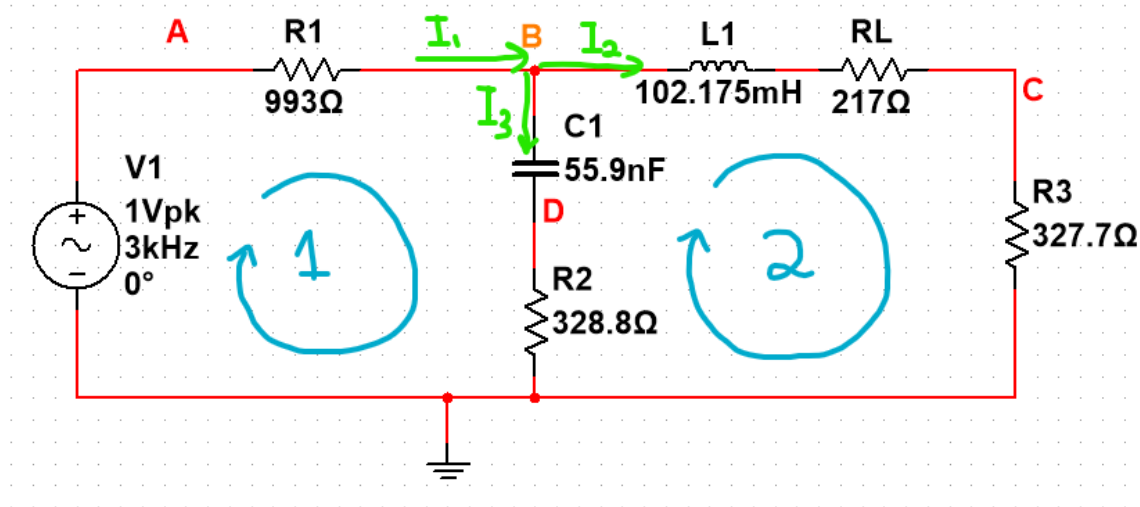 A
R1
993Ω
I₁
B
I₂
L1
102.175mH
RL
217Ω
C
I₃
C1
55.9nF
V1
1Vpk
3kHz
0°
1
D
2
R3
327.7Ω
R2
328.8Ω